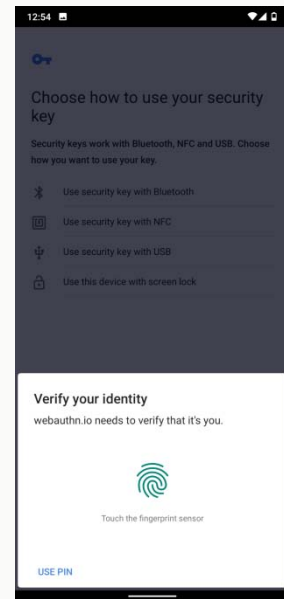 12:54
Choose how to use your security
key
Security keys work with Bluetooth, NFC and USB. Choose
how you want to use your key.
Use security key with Bluetooth
Use security key with NFC
Use security key with USB
Use this device with screen lock
Verify your identity
webauthn.io needs to verify that it's you.
Touch the fingerprint sensor
USE PIN